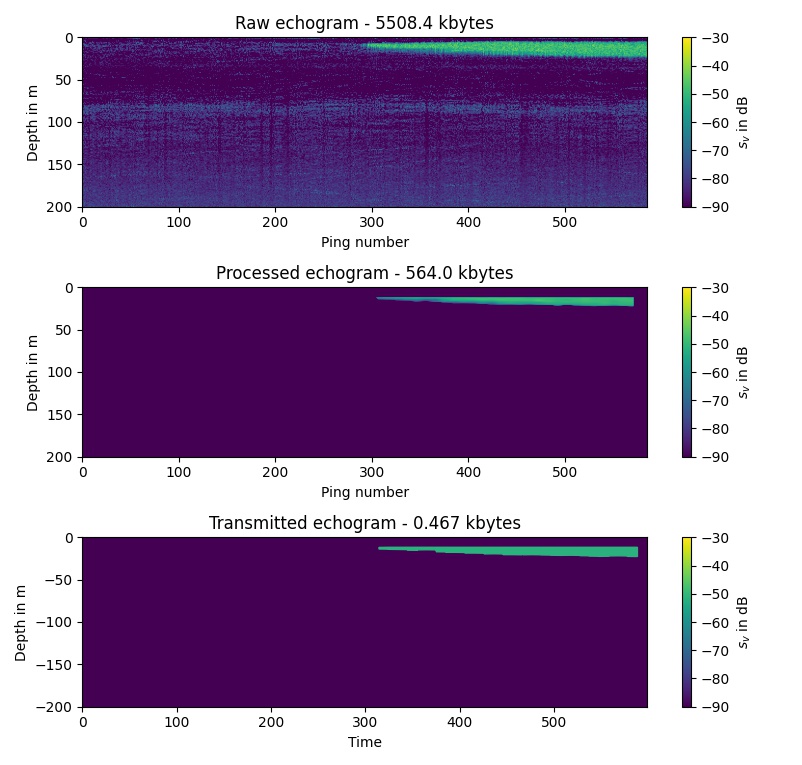 Raw echogram - 5508.4 kbytes
0
50
100
150
200
Depth in m
0 100 200 300 400 500
Ping number
−30
−40
−50
−60
−70
−80
−90
sv in dB
Processed echogram - 564.0 kbytes
0
50
100
150
200
Depth in m
0 100 200 300 400 500
Ping number
−30
−40
−50
−60
−70
−80
−90
sv in dB
Transmitted echogram - 0.467 kbytes
0
−50
−100
−150
−200
Depth in m
0 100 200 300 400 500
Time
−30
−40
−50
−60
−70
−80
−90
sv in dB